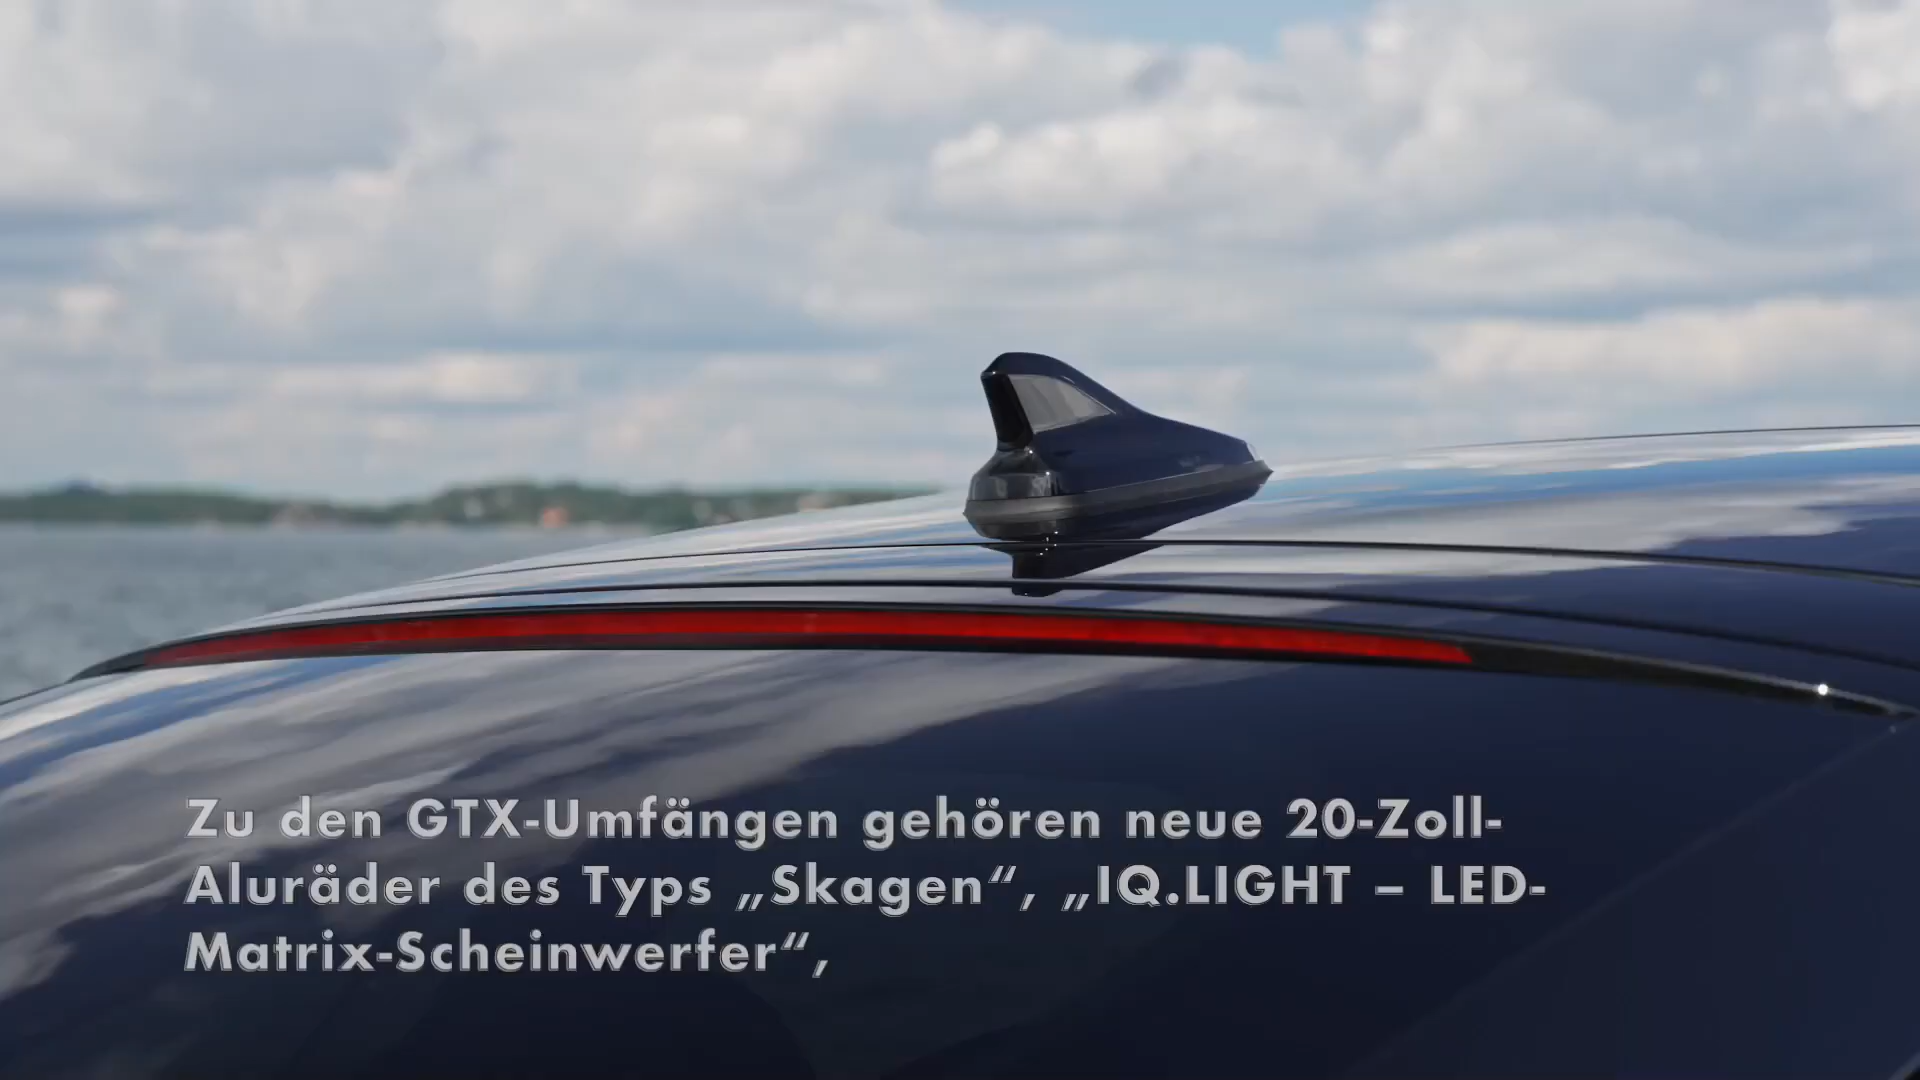 Zu den GTX-Umfängen gehören neue 20-Zoll-
Aluräder des Typs „Skagen“, „IQ.LIGHT – LED-
Matrix-Scheinwerfer“,